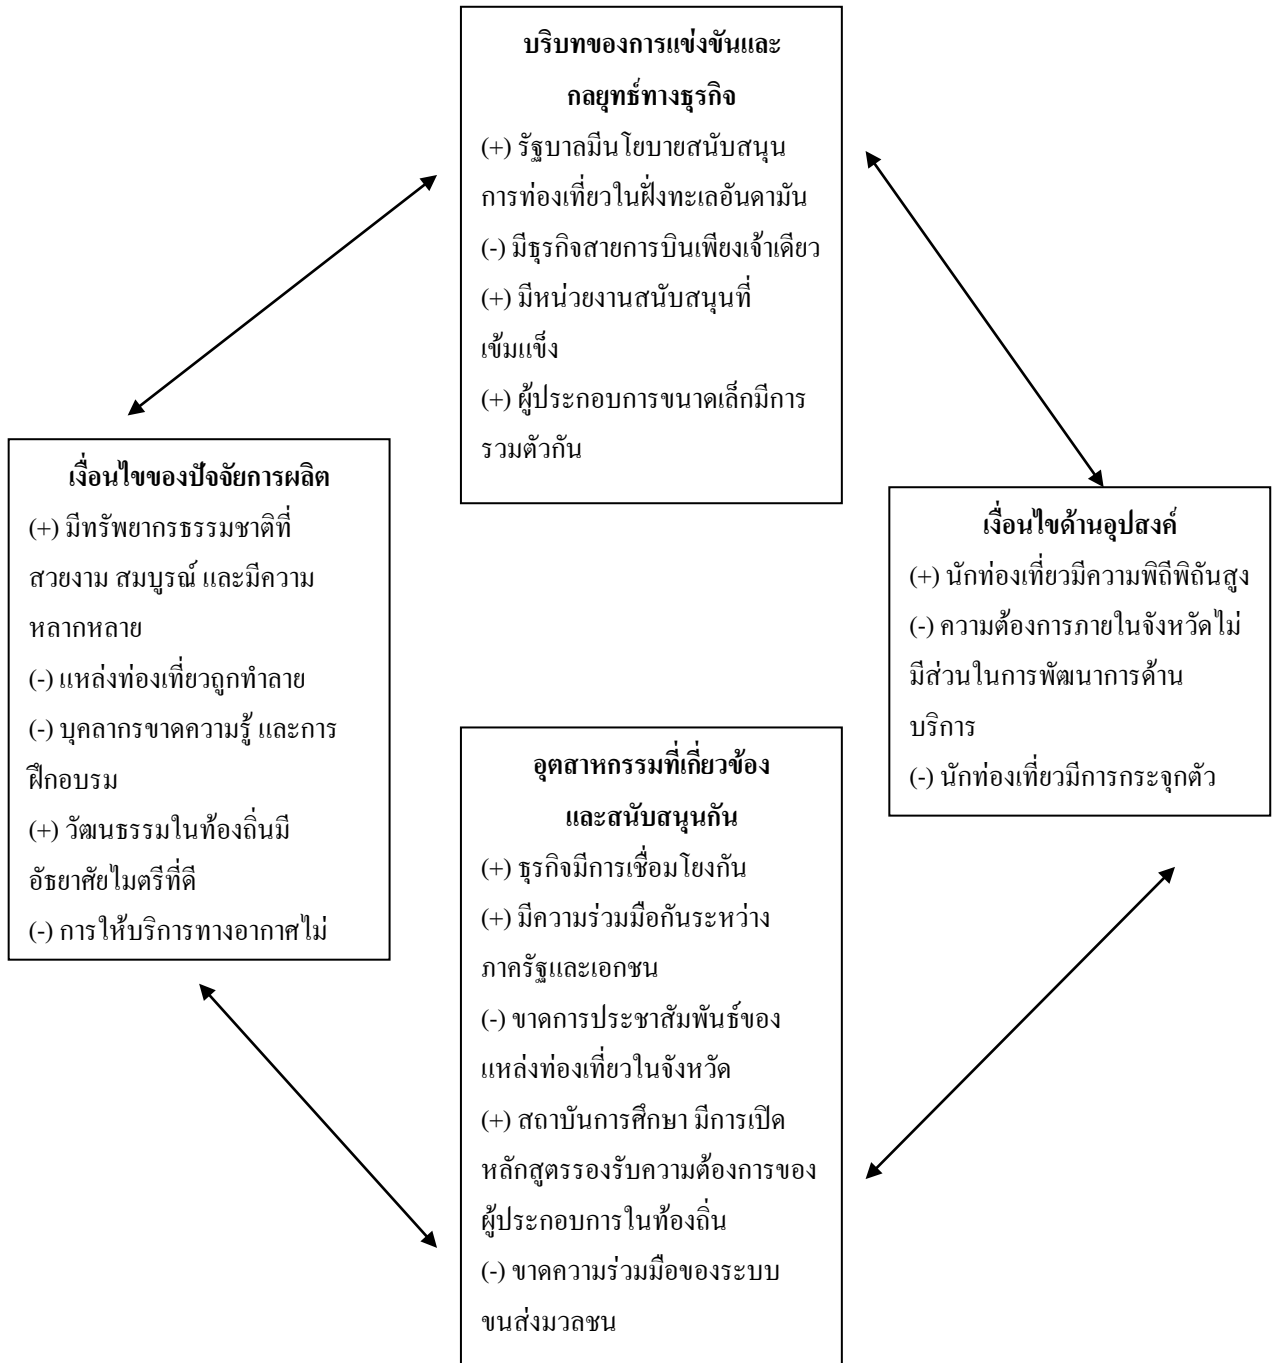 บริบทของการแข่งขันและ
กลยุทธ์ทางธุรกิจ
(+) รัฐบาลมีนโยบายสนับสนุน
การท่องเที่ยวในฝั่งทะเลอันดามัน
(-) มีธุรกิจสายการบินเพียงเจ้าเดียว
(+) มีหน่วยงานสนับสนุนที่
เข้มแข็ง
(+) ผู้ประกอบการขนาดเล็กมีการ
รวมตัวกัน
เงื่อนไขของปัจจัยการผลิต
(+) มีทรัพยากรธรรมชาติที่
สวยงาม สมบูรณ์ และมีความ
หลากหลาย
(-) แหล่งท่องเที่ยวถูกทำลาย
(-) บุคลากรขาดความรู้ และการ
ฝึกอบรม
(+) วัฒนธรรมในท้องถิ่นมี
อัธยาศัยไมตรีที่ดี
(-) การให้บริการทางอากาศไม่
เงื่อนไขด้านอุปสงค์
(+) นักท่องเที่ยวมีความพิถีพิถันสูง
(-) ความต้องการภายในจังหวัดไม่
มีส่วนในการพัฒนาการด้าน
บริการ
(-) นักท่องเที่ยวมีการกระจุกตัว
อุตสาหกรรมที่เกี่ยวข้อง
และสนับสนุนกัน
(+) ธุรกิจมีการเชื่อมโยงกัน
(+) มีความร่วมมือกันระหว่าง
ภาครัฐและเอกชน
(-) ขาดการประชาสัมพันธ์ของ
แหล่งท่องเที่ยวในจังหวัด
(+) สถาบันการศึกษา มีการเปิด
หลักสูตรรองรับความต้องการของ
ผู้ประกอบการในท้องถิ่น
(-) ขาดความร่วมมือของระบบ
ขนส่งมวลชน